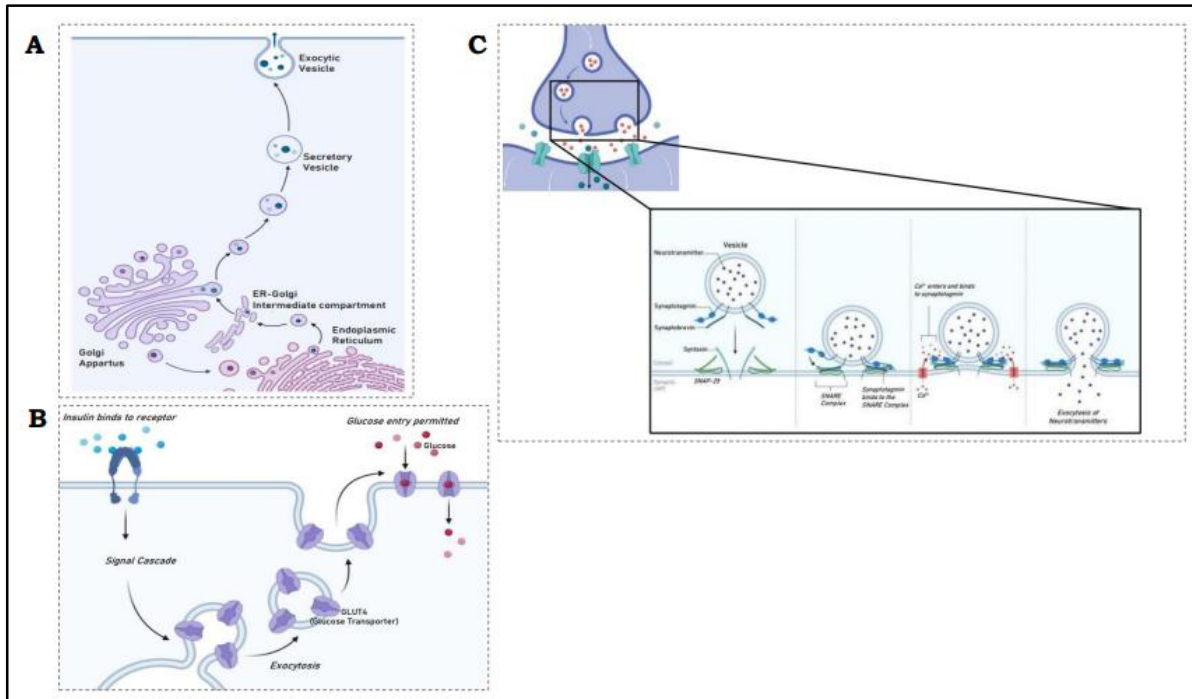 A
Exocytic
Vesicle
Secretory
Vesicle
ER-Golgi
Intermediate compartment
Endoplasmic
Reticulum
Golgi
Appartus
B
Insulin binds to receptor
Glucose entry permitted
Glucose
Signal Cascade
GLUT4
(Glucose Transporter)
Exocytosis
C
Vesicle
Neurotransmitter
Synaptotagmin
Synaptobrevin
Syntaxin
SNAP-25
SNARE
Complex
Synaptotagmin
binds to the
SNARE Complex
Ca²⁺ enters and binds
to synaptotagmin
Ca²⁺
Exocytosis of
Neurotransmitters